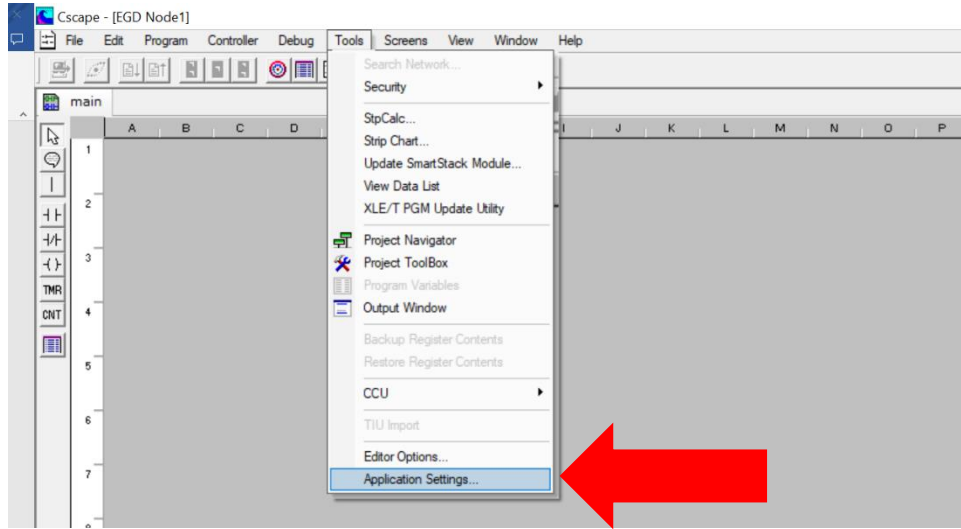 Cscape - [EGD Node1]
File Edit Program Controller Debug Tools Screens View Window Help
Search Network...
Security
main
StpCalc...
A B C D I J K L M N O P
Strip Chart...
1
Update SmartStack Module...
View Data List
2
XLE/T PGM Update Utility
Project Navigator
3
Project ToolBox
TMR
Program Variables
CNT
4
Output Window
Backup Register Contents
5
Restore Register Contents
CCU
6
TIU Import
Editor Options...
7
Application Settings...